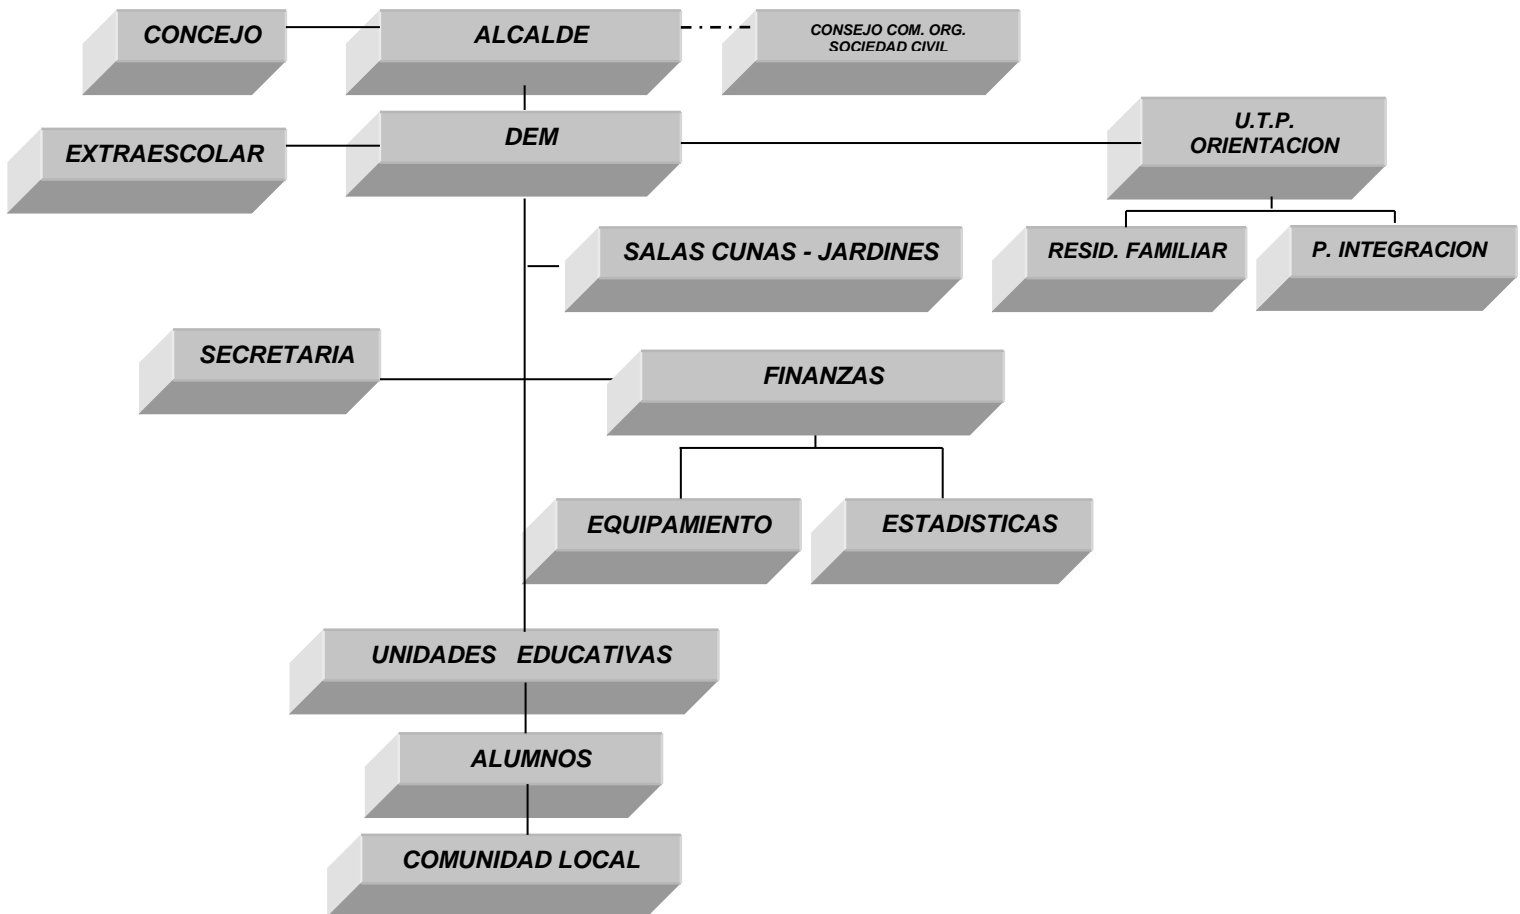 CONCEJO
ALCALDE
CONSEJO COM. ORG.
SOCIEDAD CIVIL
EXTRAESCOLAR
DEM
U.T.P.
ORIENTACION
SALAS CUNAS - JARDINES
RESID. FAMILIAR
P. INTEGRACION
SECRETARIA
FINANZAS
EQUIPAMIENTO
ESTADISTICAS
UNIDADES EDUCATIVAS
ALUMNOS
COMUNIDAD LOCAL